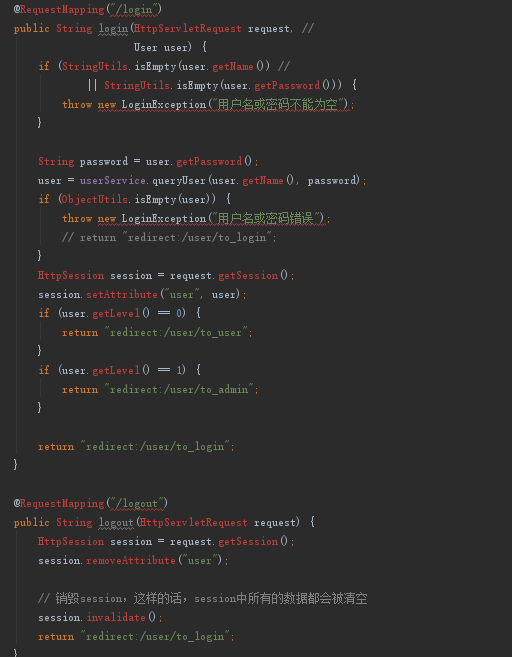 @RequestMapping("/login")
public String login(HttpServletRequest request, //
                    User user) {
    if (StringUtils.isEmpty(user.getName()) //
            || StringUtils.isEmpty(user.getPassword())) {
        throw new LoginException("用户名或密码不能为空");
    }

    String password = user.getPassword();
    user = userService.queryUser(user.getName(), password);
    if (ObjectUtils.isEmpty(user)) {
        throw new LoginException("用户名或密码错误");
        // return "redirect:/user/to_login";
    }
    HttpSession session = request.getSession();
    session.setAttribute("user", user);
    if (user.getLevel() == 0) {
        return "redirect:/user/to_user";
    }
    if (user.getLevel() == 1) {
        return "redirect:/user/to_admin";
    }

    return "redirect:/user/to_login";
}

@RequestMapping("/logout")
public String logout(HttpServletRequest request) {
    HttpSession session = request.getSession();
    session.removeAttribute("user");

    // 销毁session，这样的话，session中所有的数据都会被清空
    session.invalidate();
    return "redirect:/user/to_login";
}